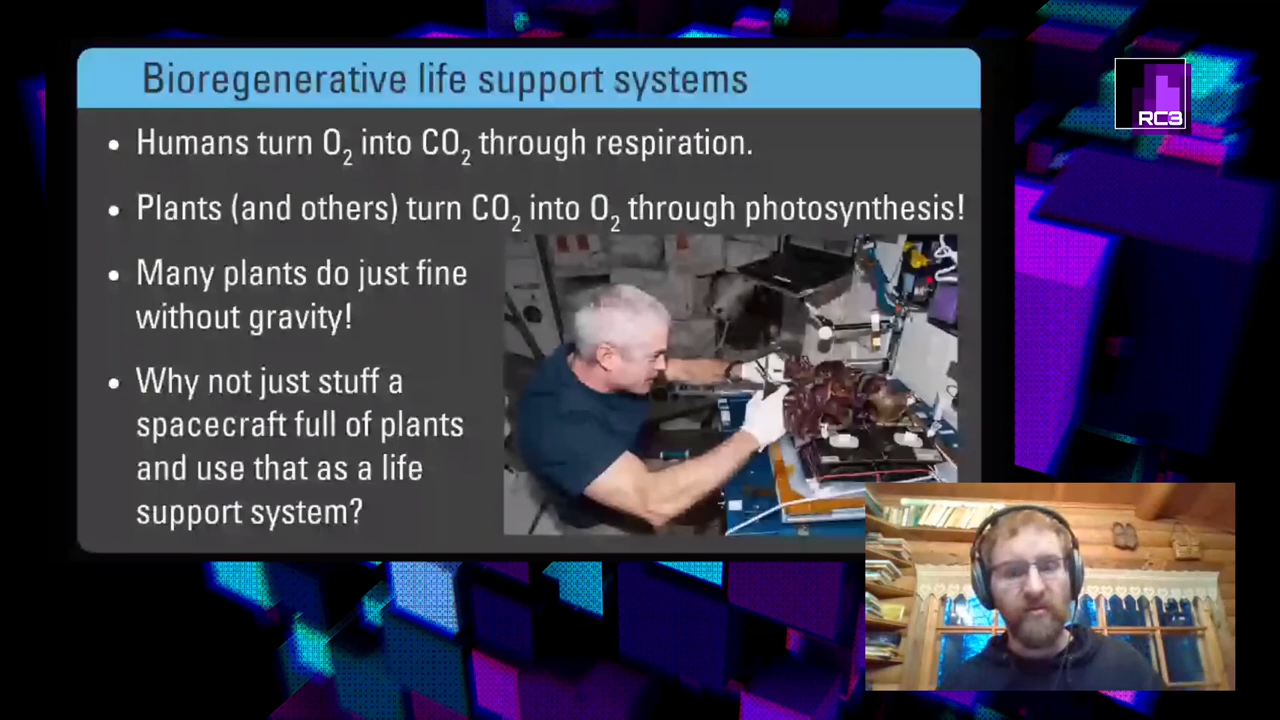 Bioregenerative life support systems
RC3
• Humans turn O₂ into CO₂ through respiration.
• Plants (and others) turn CO₂ into O₂ through photosynthesis!
• Many plants do just fine
without gravity!
• Why not just stuff a
spacecraft full of plants
and use that as a life
support system?